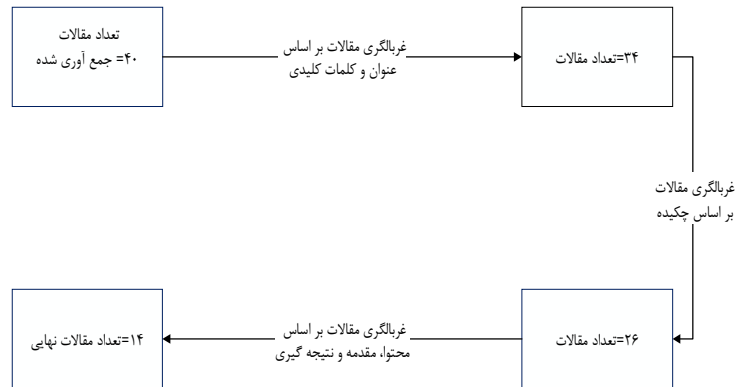 تعداد مقالات
جمع آوری شده =۴۰
غربالگری مقالات بر اساس
عنوان و کلمات کلیدی
تعداد مقالات=۳۴
غربالگری مقالات
بر اساس چکیده
تعداد مقالات=۲۶
غربالگری مقالات بر اساس
محتوا، مقدمه و نتیجه گیری
تعداد مقالات نهایی=۱۴